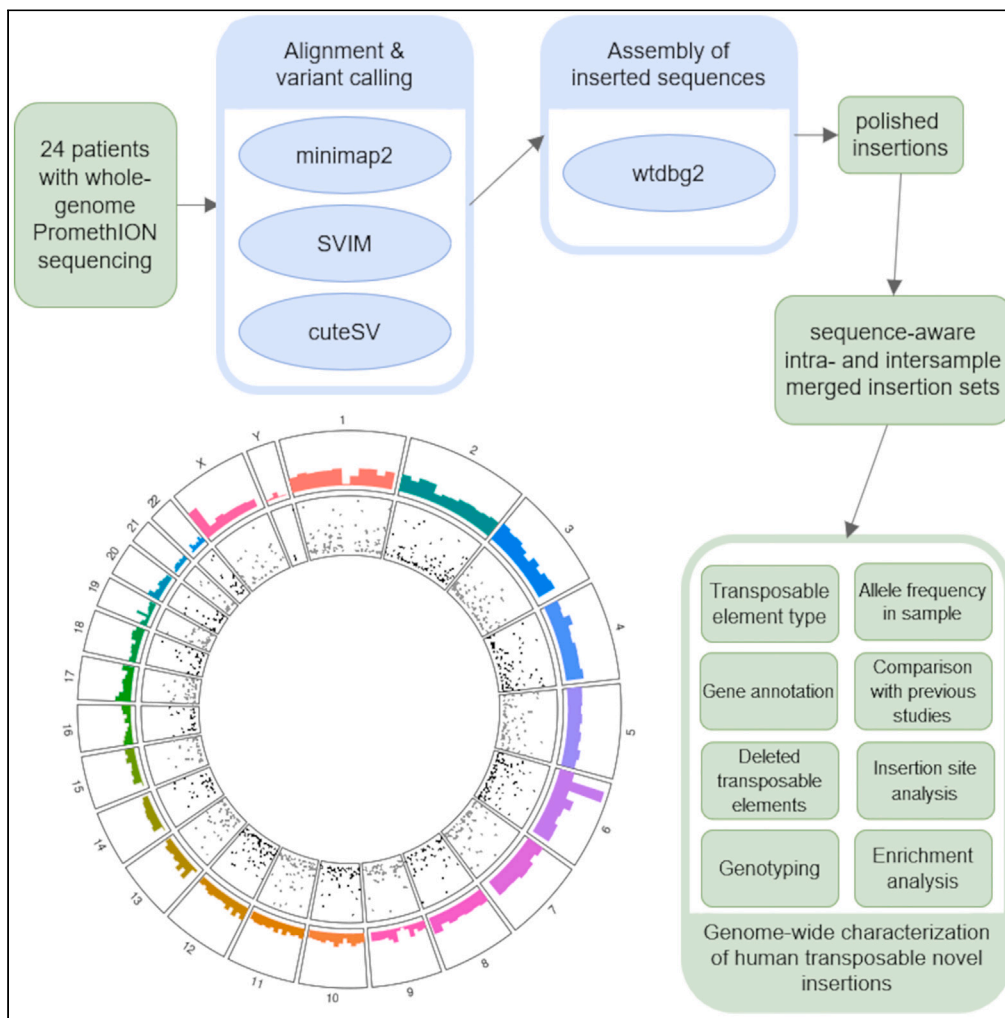 24 patients
with whole-
genome
PromethION
sequencing
Alignment &
variant calling
minimap2
SVIM
cuteSV
Assembly of
inserted sequences
wtdbg2
polished
insertions
sequence-aware
intra- and intersample
merged insertion sets
Transposable
element type
Allele frequency
in sample
Gene annotation
Comparison
with previous
studies
Deleted
transposable
elements
Insertion site
analysis
Genotyping
Enrichment
analysis
Genome-wide characterization
of human transposable novel
insertions
1
2
3
4
5
6
7
8
9
10
11
12
13
14
15
16
17
18
19
20
21
22
X
Y